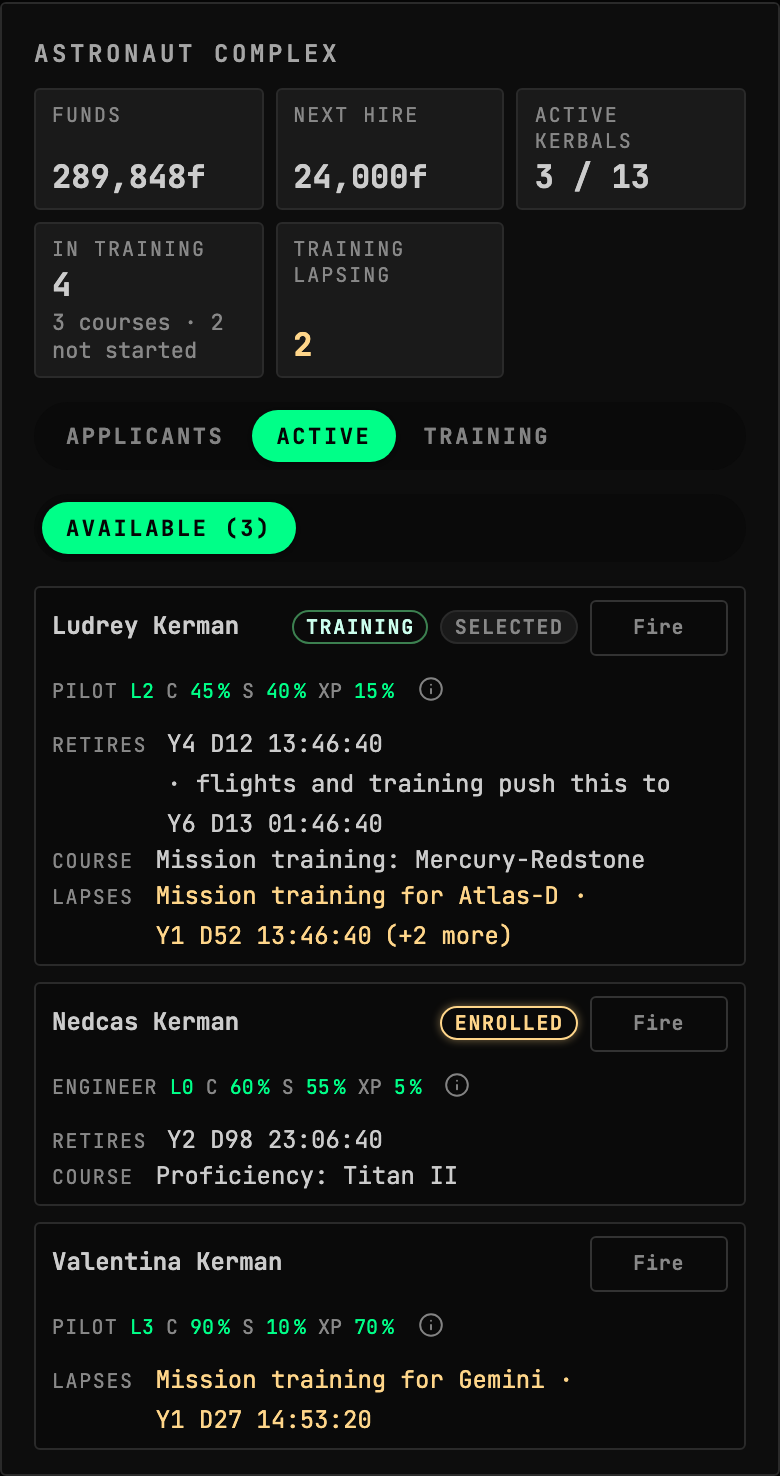 ASTRONAUT COMPLEX
FUNDS
289,848f
NEXT HIRE
24,000f
ACTIVE
KERBALS
3 / 13
IN TRAINING
4
3 courses · 2
not started
TRAINING
LAPSING
2
APPLICANTS ACTIVE TRAINING
AVAILABLE (3)
Ludrey Kerman TRAINING SELECTED Fire
PILOT L2 C 45% S 40% XP 15%
RETIRES Y4 D12 13:46:40
· flights and training push this to
Y6 D13 01:46:40
COURSE Mission training: Mercury-Redstone
LAPSES Mission training for Atlas-D ·
Y1 D52 13:46:40 (+2 more)
Nedcas Kerman ENROLLED Fire
ENGINEER L0 C 60% S 55% XP 5%
RETIRES Y2 D98 23:06:40
COURSE Proficiency: Titan II
Valentina Kerman Fire
PILOT L3 C 90% S 10% XP 70%
LAPSES Mission training for Gemini ·
Y1 D27 14:53:20